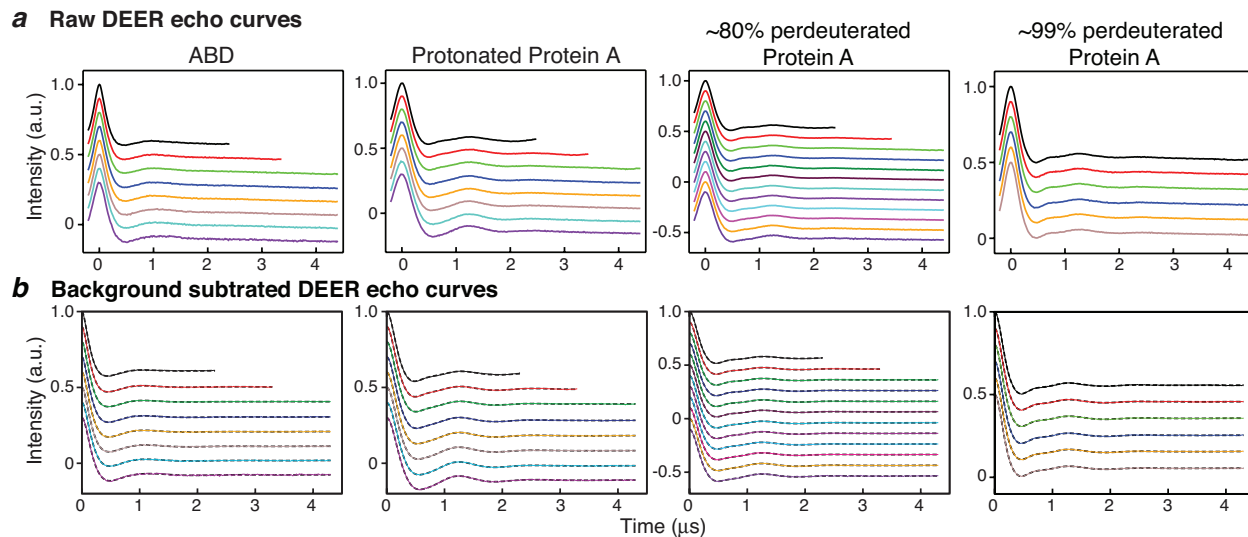 a Raw DEER echo curves
ABD
Protonated Protein A
~80% perdeuterated
Protein A
~99% perdeuterated
Protein A
Intensity (a.u.)
1.0
0.5
0
0 1 2 3 4
1.0
0.5
0
0 1 2 3 4
1.0
0.5
0
-0.5
0 1 2 3 4
1.0
0.5
0
0 1 2 3 4
b Background subtrated DEER echo curves
Intensity (a.u.)
1.0
0.5
0
0 1 2 3 4
1.0
0.5
0
0 1 2 3 4
1.0
0.5
0
-0.5
0 1 2 3 4
1.0
0.5
0
0 1 2 3 4
Time (μs)